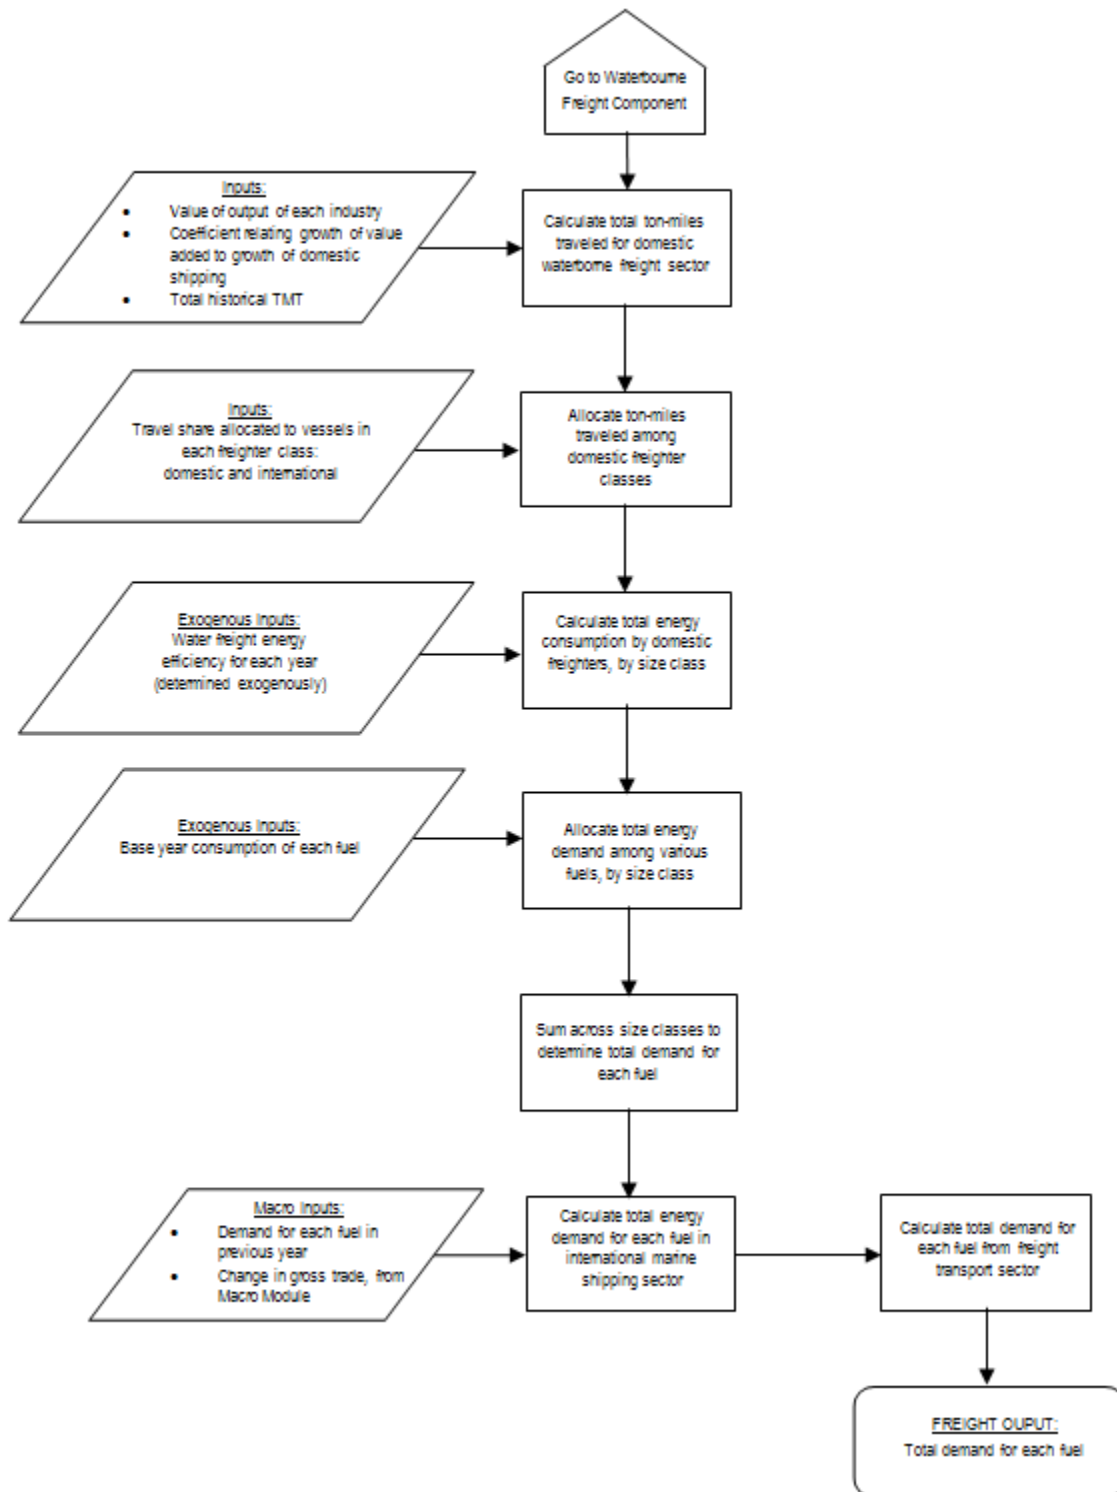 Go to Waterbourne
Freight Component
Inputs:
• Value of output of each industry
• Coefficient relating growth of value
added to growth of domestic
shipping
• Total historical TMT
Calculate total ton-miles
traveled for domestic
waterborne freight sector
Inputs:
Travel share allocated to vessels in
each freighter class:
domestic and international
Allocate ton-miles
traveled among
domestic freighter
classes
Exogenous Inputs:
Water freight energy
efficiency for each year
(determined exogenously)
Calculate total energy
consumption by domestic
freighters, by size class
Exogenous Inputs:
Base year consumption of each fuel
Allocate total energy
demand among various
fuels, by size class
Sum across size classes to
determine total demand for
each fuel
Macro Inputs:
• Demand for each fuel in
previous year
• Change in gross trade, from
Macro Module
Calculate total energy
demand for each fuel in
international marine
shipping sector
Calculate total demand for
each fuel from freight
transport sector
FREIGHT OUPUT:
Total demand for each fuel